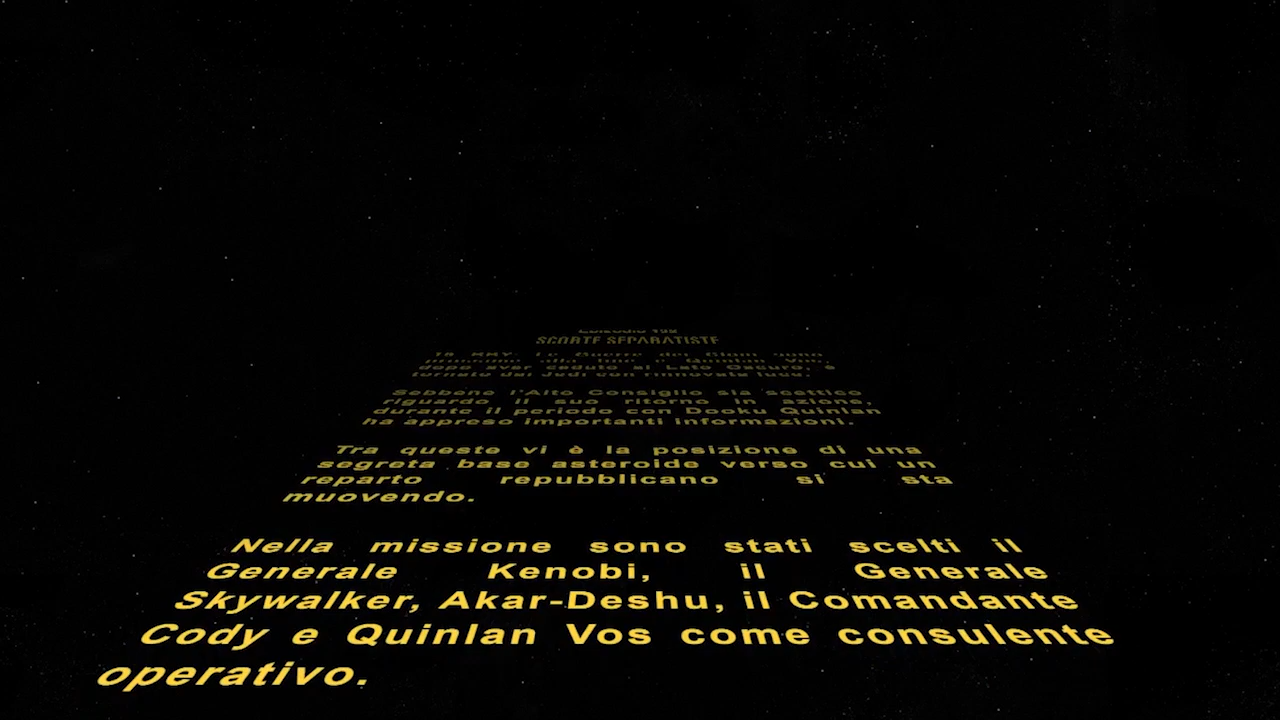 Episodio 192
SCORTE SEPARATISTE
19 BBY. Le Guerre dei Cloni sono
prossime alla fine e Quinlan Vos,
dopo aver ceduto al Lato Oscuro, è
tornato dai Jedi con rinnovata luce.
Sebbene l'Alto Consiglio sia scettico
riguardo il suo ritorno in azione,
durante il periodo con Dooku Quinlan
ha appreso importanti informazioni.
Tra queste vi è la posizione di una
segreta base asteroide verso cui un
reparto repubblicano si sta
muovendo.
Nella missione sono stati scelti il
Generale Kenobi, il Generale
Skywalker, Akar-Deshu, il Comandante
Cody e Quinlan Vos come consulente
operativo.